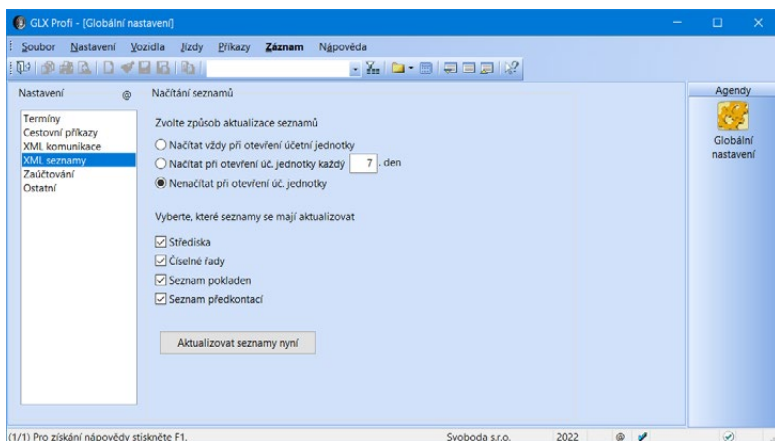 GLX Profi - [Globální nastavení]
Soubor Nastavení Vozidla Jízdy Příkazy Záznam Nápověda
Nastavení @
Termíny
Cestovní příkazy
XML komunikace
XML seznamy
Zaúčtování
Ostatní
Načítání seznamů
Zvolte způsob aktualizace seznamů
Načítat vždy při otevření účetní jednotky
Načítat při otevření úč. jednotky každý 7 . den
Nenačítat při otevření úč. jednotky
Vyberte, které seznamy se mají aktualizovat
Střediska
Číselné řady
Seznam pokladen
Seznam předkontací
Aktualizovat seznamy nyní
Agendy
Globální
nastavení
(1/1) Pro získání nápovědy stiskněte F1. Svoboda s.r.o. 2022 @